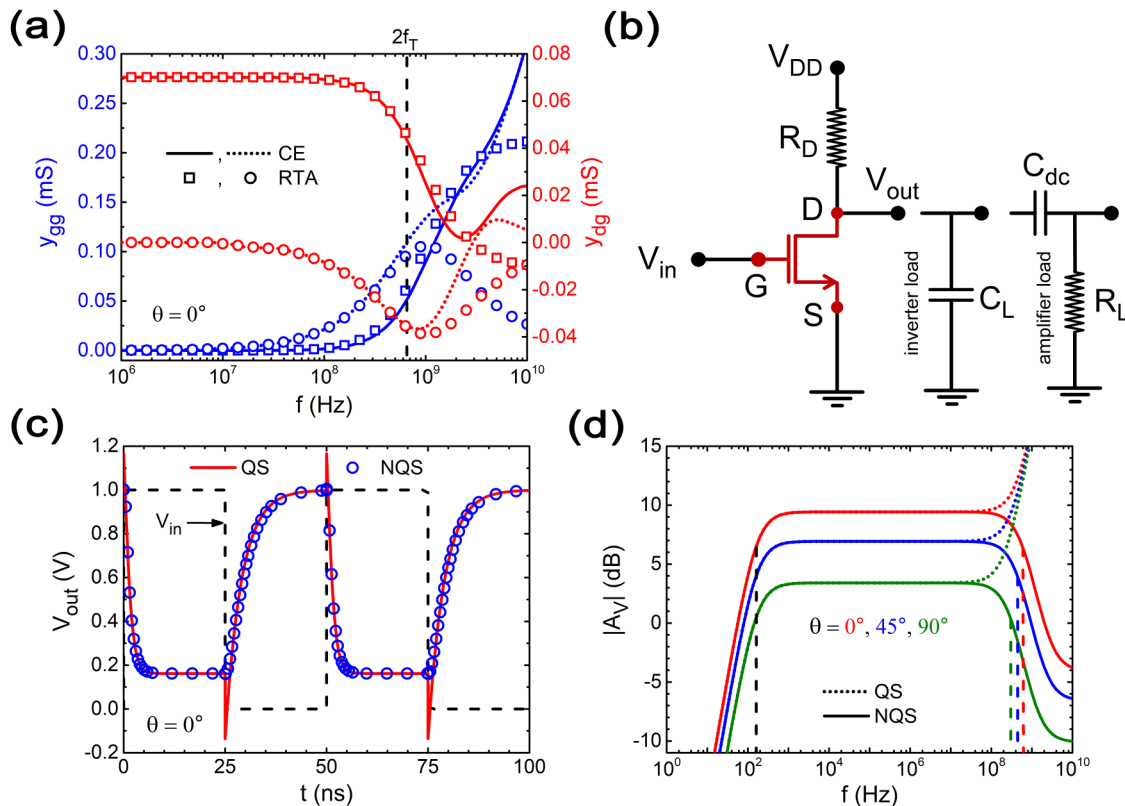 (a)
2f_T
0.30
0.25
0.20
0.15
0.10
0.05
0.00
y_gg (mS)
0.08
0.06
0.04
0.02
0.00
-0.02
-0.04
y_dg (mS)
, CE
, RTA
θ = 0°
10^6 10^7 10^8 10^9 10^10
f (Hz)
(b)
V_DD
R_D
V_out
D
V_in
G
S
C_L
inverter load
C_dc
R_L
amplifier load
(c)
1.2
1.0
0.8
0.6
0.4
0.2
0.0
-0.2
V_out (V)
QS NQS
V_in
θ = 0°
0 25 50 75 100
t (ns)
(d)
15
10
5
0
-5
-10
|A_V| (dB)
θ = 0°, 45°, 90°
QS
NQS
10^0 10^2 10^4 10^6 10^8 10^10
f (Hz)